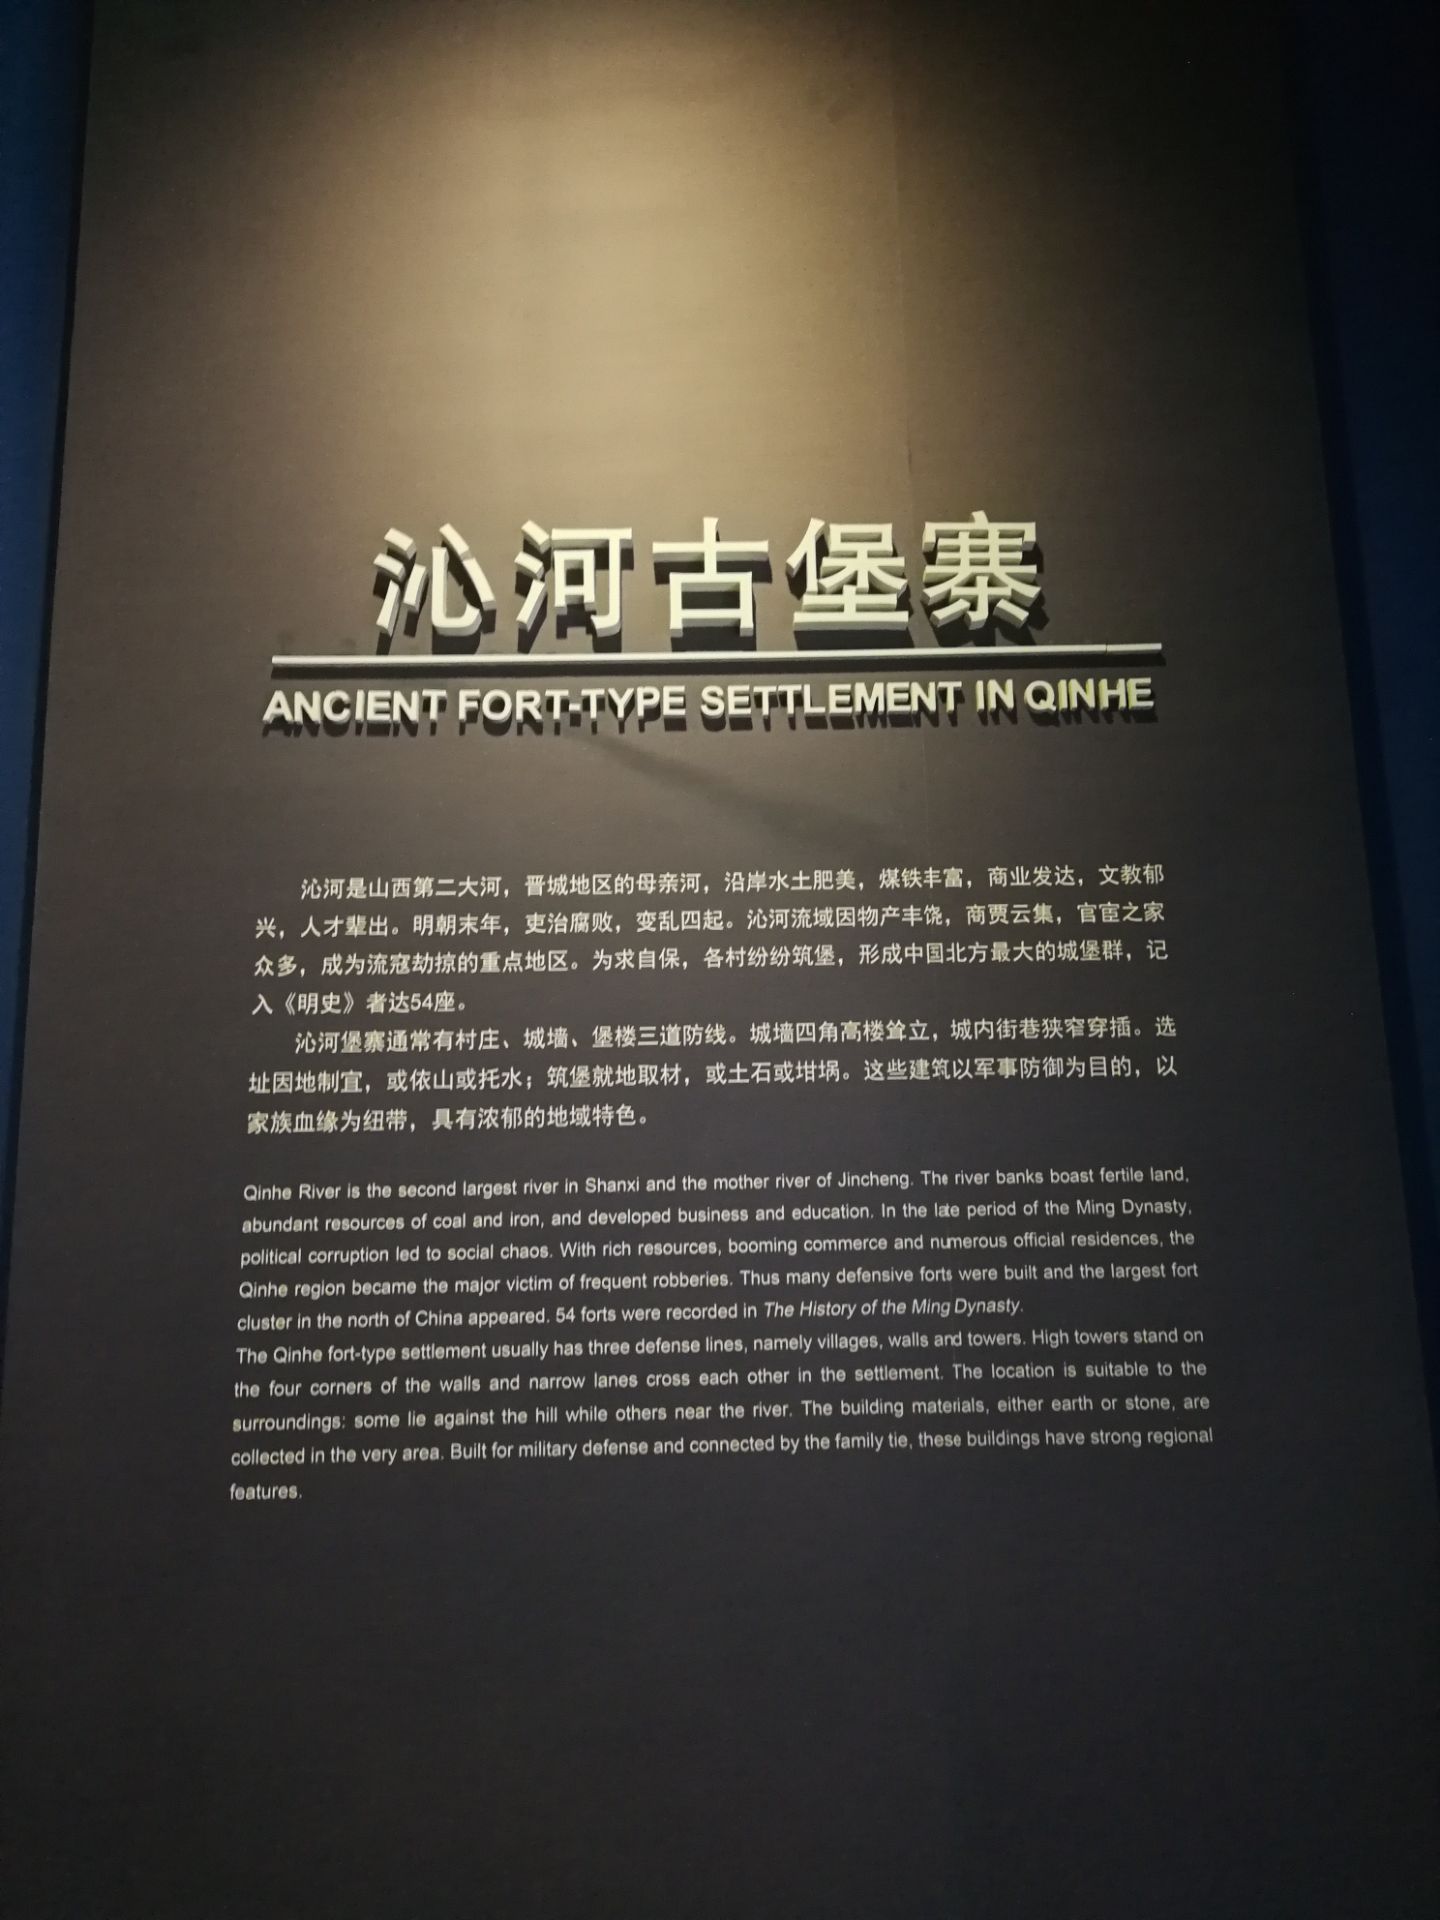 沁河古堡寨
ANCIENT FORT-TYPE SETTLEMENT IN QINHE
沁河是山西第二大河，晋城地区的母亲河，沿岸水土肥美，煤铁丰富，商业发达，文教郁
兴，人才辈出。明朝末年，吏治腐败，变乱四起。沁河流域因物产丰饶，商贾云集，官宦之家
众多，成为流寇劫掠的重点地区。为求自保，各村纷纷筑堡，形成中国北方最大的城堡群，记
入《明史》者达54座。
沁河堡寨通常有村庄、城墙、堡楼三道防线。城墙四角高楼耸立，城内街巷狭窄穿插。选
址因地制宜，或依山或托水；筑堡就地取材，或土石或坩埚。这些建筑以军事防御为目的，以
家族血缘为纽带，具有浓郁的地域特色。
Qinhe River is the second largest river in Shanxi and the mother river of Jincheng. The river banks boast fertile land,
abundant resources of coal and iron, and developed business and education. In the late period of the Ming Dynasty,
political corruption led to social chaos. With rich resources, booming commerce and numerous official residences, the
Qinhe region became the major victim of frequent robberies. Thus many defensive forts were built and the largest fort
cluster in the north of China appeared. 54 forts were recorded in The History of the Ming Dynasty.
The Qinhe fort-type settlement usually has three defense lines, namely villages, walls and towers. High towers stand on
the four corners of the walls and narrow lanes cross each other in the settlement. The location is suitable to the
surroundings: some lie against the hill while others near the river. The building materials, either earth or stone, are
collected in the very area. Built for military defense and connected by the family tie, these buildings have strong regional
features.